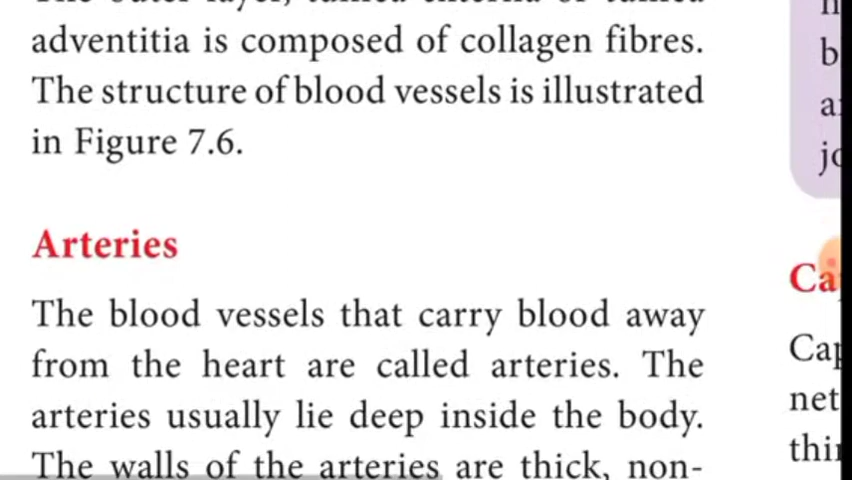 adventitia is composed of collagen fibres.
The structure of blood vessels is illustrated
in Figure 7.6.
Arteries
The blood vessels that carry blood away
from the heart are called arteries. The
arteries usually lie deep inside the body.
The walls of the arteries are thick, non-